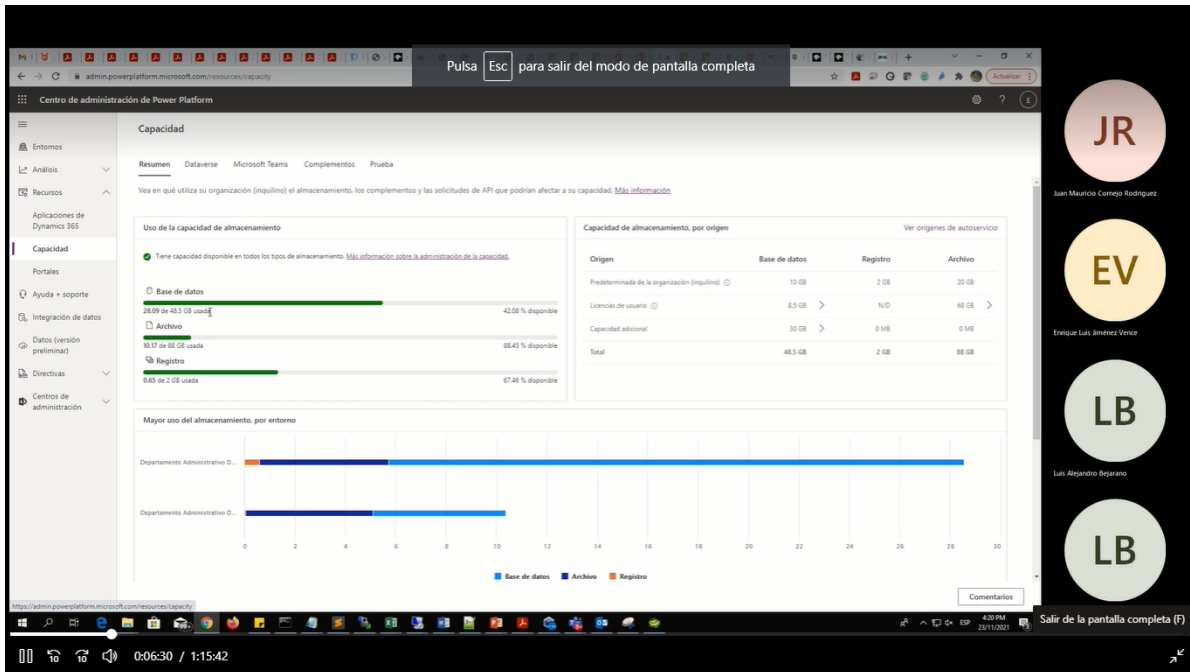 Pulsa Esc para salir del modo de pantalla completa
admin.powerplatform.microsoft.com/resources/capacity
Actualizar
Centro de administración de Power Platform
E
Entornos
Análisis
Recursos
Aplicaciones de
Dynamics 365
Capacidad
Portales
Ayuda + soporte
Integración de datos
Datos (versión
preliminar)
Directivas
Centros de
administración
Capacidad
Resumen Dataverse Microsoft Teams Complementos Prueba
Vea en qué utiliza su organización (inquilino) el almacenamiento, los complementos y las solicitudes de API que podrían afectar a su capacidad. Más información
Uso de la capacidad de almacenamiento
Tiene capacidad disponible en todos los tipos de almacenamiento. Más información sobre la administración de la capacidad.
Base de datos
28.09 de 48.5 GB usada 42.08 % disponible
Archivo
10.17 de 88 GB usada 88.45 % disponible
Registro
0.65 de 2 GB usada 67.48 % disponible
Capacidad de almacenamiento, por origen Ver orígenes de autoservicio
Origen Base de datos Registro Archivo
Predeterminada de la organización (inquilino) 10 GB 2 GB 20 GB
Licencias de usuario 8.5 GB N/D 68 GB
Capacidad adicional 30 GB 0 MB 0 MB
Total 48.5 GB 2 GB 88 GB
Mayor uso del almacenamiento, por entorno
Departamento Administrativo D...
Departamento Administrativo D...
0 2 4 6 8 10 12 14 16 18 20 22 24 26 28 30
Base de datos Archivo Registro
Comentarios
https://admin.powerplatform.microsoft.com/resources/capacity
ESP
4:20 PM
23/11/2021
JR
Juan Mauricio Cornejo Rodriguez
EV
Enrique Luis Jiménez Vence
LB
Luis Alejandro Bejarano
LB
Salir de la pantalla completa (F)
10 10 0:06:30 / 1:15:42